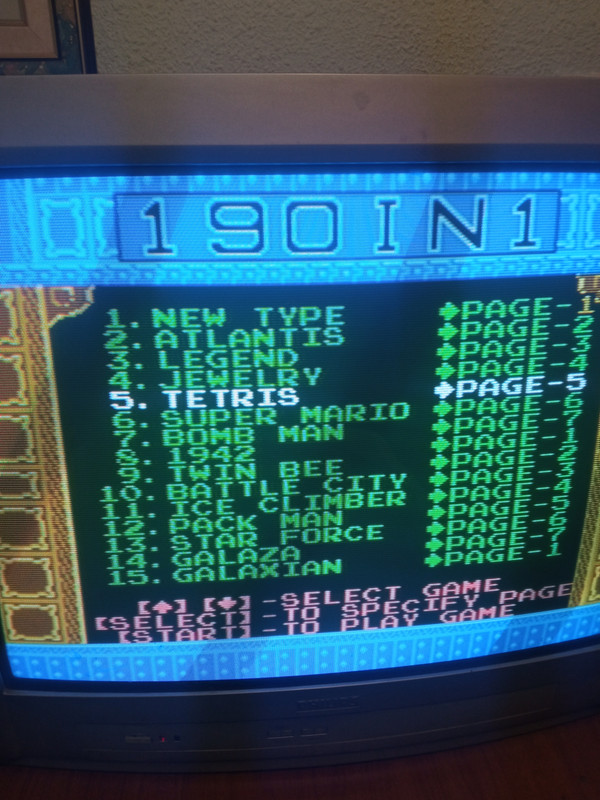 190 IN 1
1. NEW TYPE →PAGE-1
2. ATLANTIS →PAGE-2
3. LEGEND →PAGE-3
4. JEWELRY →PAGE-4
5. TETRIS →PAGE-5
6. SUPER MARIO →PAGE-6
7. BOMB MAN →PAGE-7
8. 1942 →PAGE-1
9. TWIN BEE →PAGE-2
10. BATTLE CITY →PAGE-3
11. ICE CLIMBER →PAGE-4
12. PACK MAN →PAGE-5
13. STAR FORCE →PAGE-6
14. GALAZA →PAGE-7
15. GALAXIAN →PAGE-1
[↑] [↓]-SELECT GAME
[SELECT]-TO SPECIFY PAGE
[START]-TO PLAY GAME